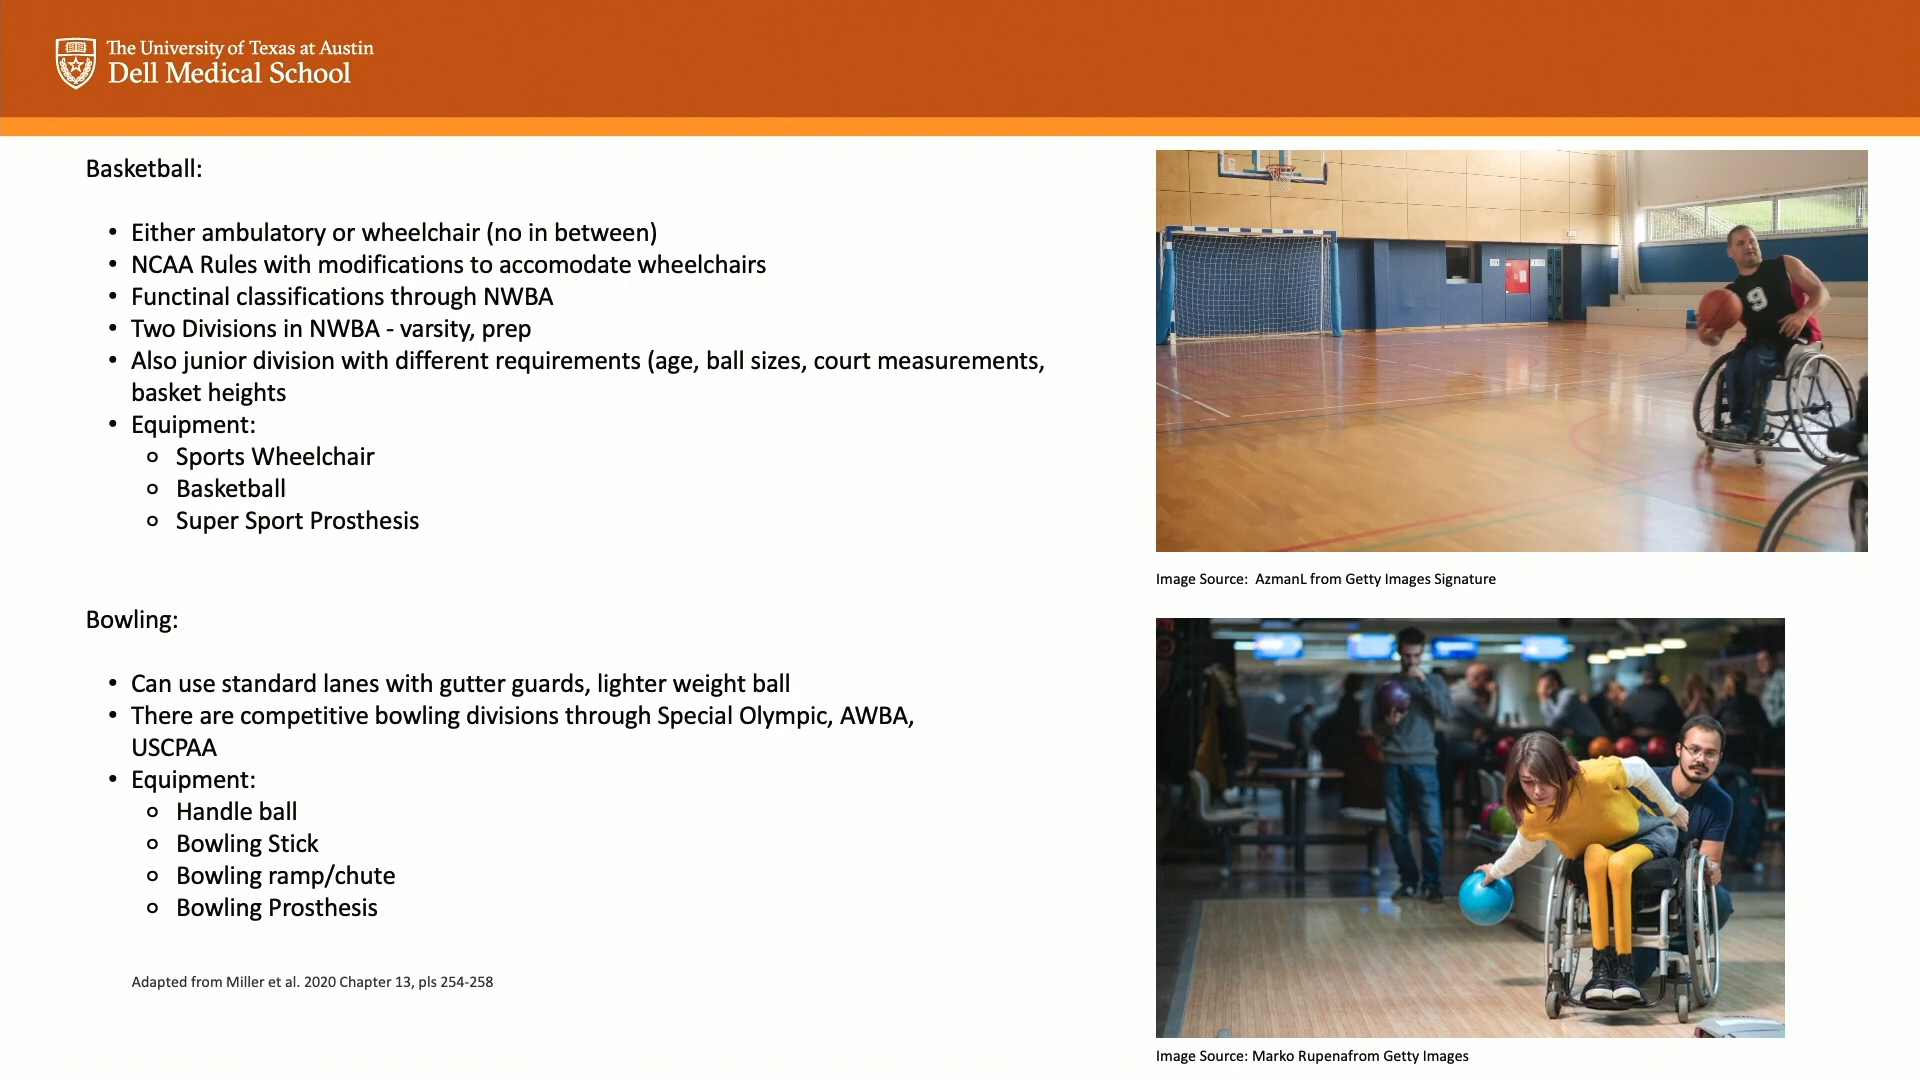 The University of Texas at Austin
Dell Medical School
Basketball:
• Either ambulatory or wheelchair (no in between)
• NCAA Rules with modifications to accomodate wheelchairs
• Functinal classifications through NWBA
• Two Divisions in NWBA - varsity, prep
• Also junior division with different requirements (age, ball sizes, court measurements,
basket heights
• Equipment:
o Sports Wheelchair
o Basketball
o Super Sport Prosthesis
9
Image Source:  AzmanL from Getty Images Signature
Bowling:
• Can use standard lanes with gutter guards, lighter weight ball
• There are competitive bowling divisions through Special Olympic, AWBA,
USCPAA
• Equipment:
o Handle ball
o Bowling Stick
o Bowling ramp/chute
o Bowling Prosthesis
Adapted from Miller et al. 2020 Chapter 13, pls 254-258
Image Source: Marko Rupenafrom Getty Images